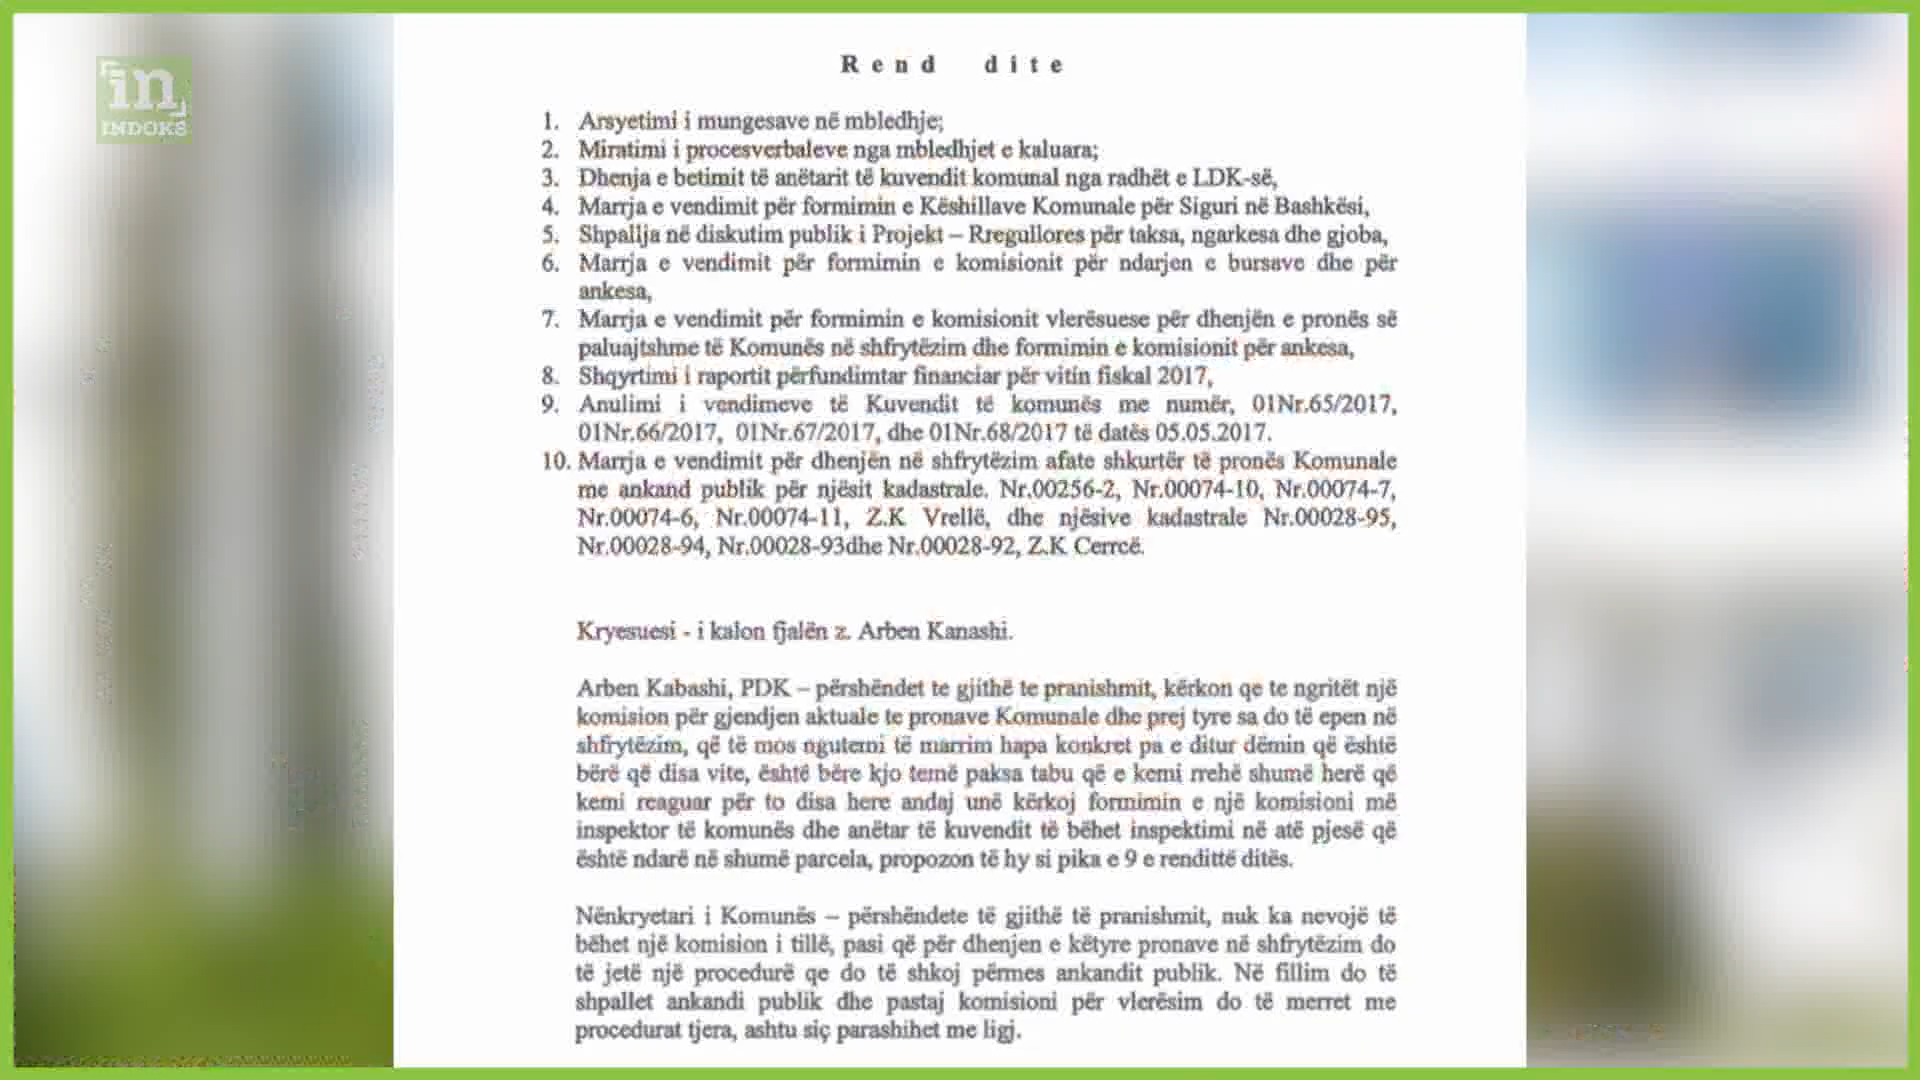 in
INDOKS
Rend dite
1. Arsyetimi i mungesave në mbledhje;
2. Miratimi i procesverbaleve nga mbledhjet e kaluara;
3. Dhenja e betimit të anëtarit të kuvendit komunal nga radhët e LDK-së,
4. Marrja e vendimit për formimin e Këshillave Komunale për Siguri në Bashkësi,
5. Shpallja në diskutim publik i Projekt – Rregullores për taksa, ngarkesa dhe gjoba,
6. Marrja e vendimit për formimin e komisionit për ndarjen e bursave dhe për
ankesa,
7. Marrja e vendimit për formimin e komisionit vlerësuese për dhenjën e pronës së
paluajtshme të Komunës në shfrytëzim dhe formimin e komisionit për ankesa,
8. Shqyrtimi i raportit përfundimtar financiar për vitin fiskal 2017,
9. Anulimi i vendimeve të Kuvendit të komunës me numër, 01Nr.65/2017,
01Nr.66/2017, 01Nr.67/2017, dhe 01Nr.68/2017 të datës 05.05.2017.
10. Marrja e vendimit për dhenjën në shfrytëzim afate shkurtër të pronës Komunale
me ankand publik për njësit kadastrale. Nr.00256-2, Nr.00074-10, Nr.00074-7,
Nr.00074-6, Nr.00074-11, Z.K Vrellë, dhe njësive kadastrale Nr.00028-95,
Nr.00028-94, Nr.00028-93dhe Nr.00028-92, Z.K Cerrcë.
Kryesuesi - i kalon fjalën z. Arben Kanashi.
Arben Kabashi, PDK – përshëndet te gjithë te pranishmit, kërkon qe te ngritët një
komision për gjendjen aktuale te pronave Komunale dhe prej tyre sa do të epen në
shfrytëzim, që të mos ngutemi të marrim hapa konkret pa e ditur dëmin që është
bërë që disa vite, është bëre kjo temë paksa tabu që e kemi rrehë shumë herë që
kemi reaguar për to disa here andaj unë kërkoj formimin e një komisioni më
inspektor të komunës dhe anëtar të kuvendit të bëhet inspektimi në atë pjesë që
është ndarë në shumë parcela, propozon të hy si pika e 9 e rendittë ditës.
Nënkryetari i Komunës – përshëndete të gjithë të pranishmit, nuk ka nevojë të
bëhet një komision i tillë, pasi që për dhenjen e këtyre pronave në shfrytëzim do
të jetë një procedurë qe do të shkoj përmes ankandit publik. Në fillim do të
shpallet ankandi publik dhe pastaj komisioni për vlerësim do të merret me
procedurat tjera, ashtu siç parashihet me ligj.